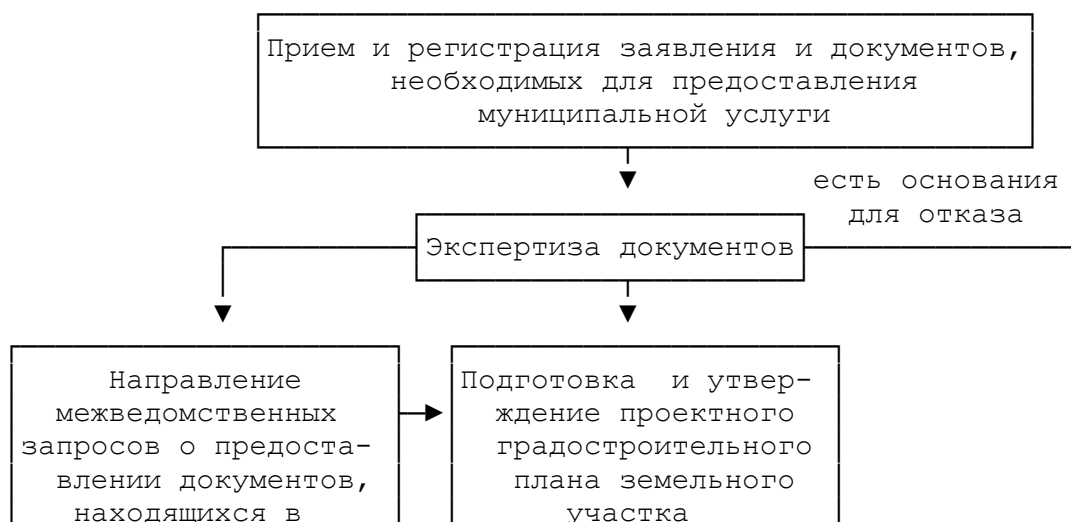 Прием и регистрация заявления и документов,
необходимых для предоставления
муниципальной услуги
есть основания
для отказа
Экспертиза документов
Направление
межведомственных
запросов о предоста-
влении документов,
находящихся в
Подготовка и утвер-
ждение проектного
градостроительного
плана земельного
участка